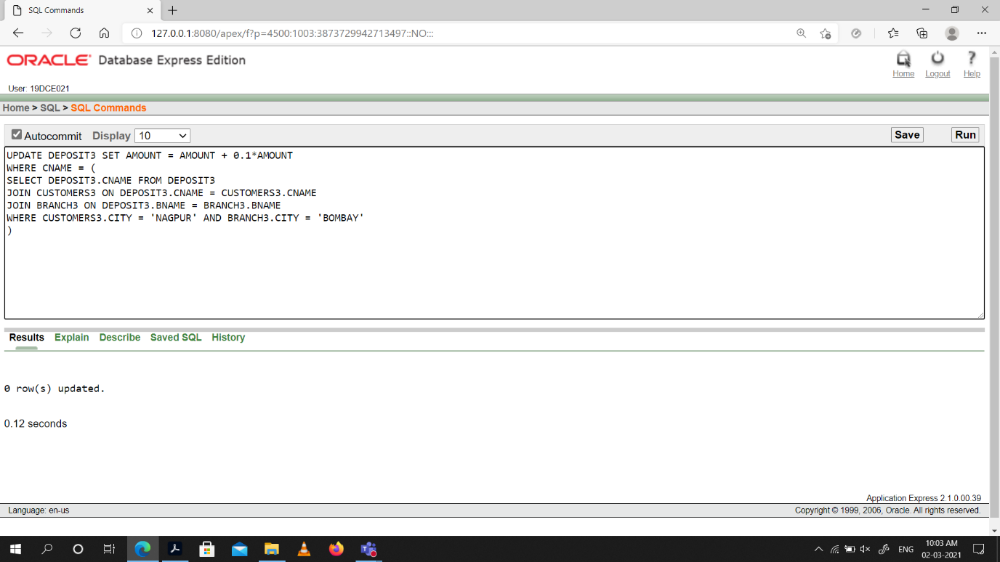 SQL Commands
127.0.0.1:8080/apex/f?p=4500:1003:3873729942713497::NO:::
ORACLE Database Express Edition
Home Logout Help
User: 19DCE021
Home > SQL > SQL Commands
Autocommit Display 10 Save Run
UPDATE DEPOSIT3 SET AMOUNT = AMOUNT + 0.1*AMOUNT
WHERE CNAME = (
SELECT DEPOSIT3.CNAME FROM DEPOSIT3
JOIN CUSTOMERS3 ON DEPOSIT3.CNAME = CUSTOMERS3.CNAME
JOIN BRANCH3 ON DEPOSIT3.BNAME = BRANCH3.BNAME
WHERE CUSTOMERS3.CITY = 'NAGPUR' AND BRANCH3.CITY = 'BOMBAY'
)
Results Explain Describe Saved SQL History
0 row(s) updated.
0.12 seconds
Application Express 2.1.0.00.39
Language: en-us Copyright © 1999, 2006, Oracle. All rights reserved.
ENG 10:03 AM
02-03-2021